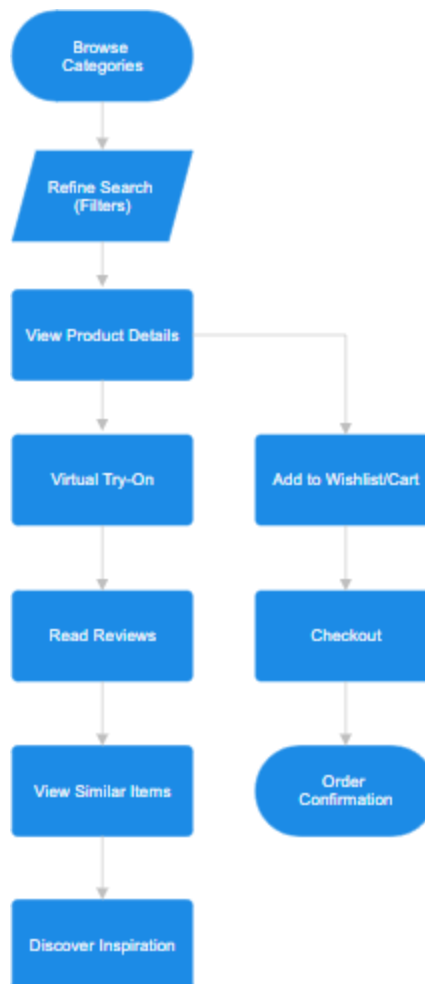 Browse
Categories
Refine Search
(Filters)
View Product Details
Virtual Try-On
Add to Wishlist/Cart
Read Reviews
Checkout
View Similar Items
Order
Confirmation
Discover Inspiration